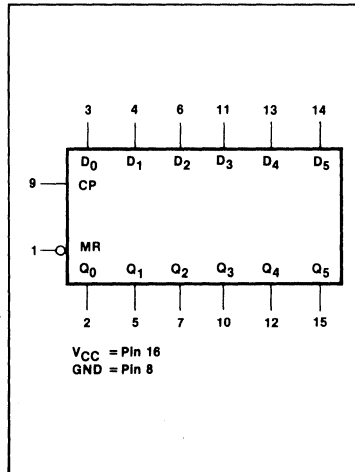 3 4 6 11 13 14
D0 D1 D2 D3 D4 D5
9 CP
1 MR
Q0 Q1 Q2 Q3 Q4 Q5
2 5 7 10 12 15
VCC = Pin 16
GND = Pin 8